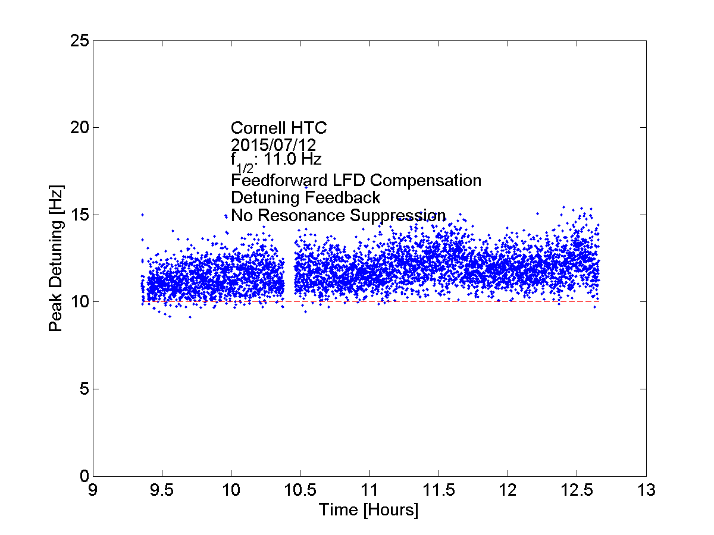 25
20
15
10
5
0
Peak Detuning [Hz]
Cornell HTC
2015/07/12
f1/2: 11.0 Hz
Feedforward LFD Compensation
Detuning Feedback
No Resonance Suppression
9 9.5 10 10.5 11 11.5 12 12.5 13
Time [Hours]